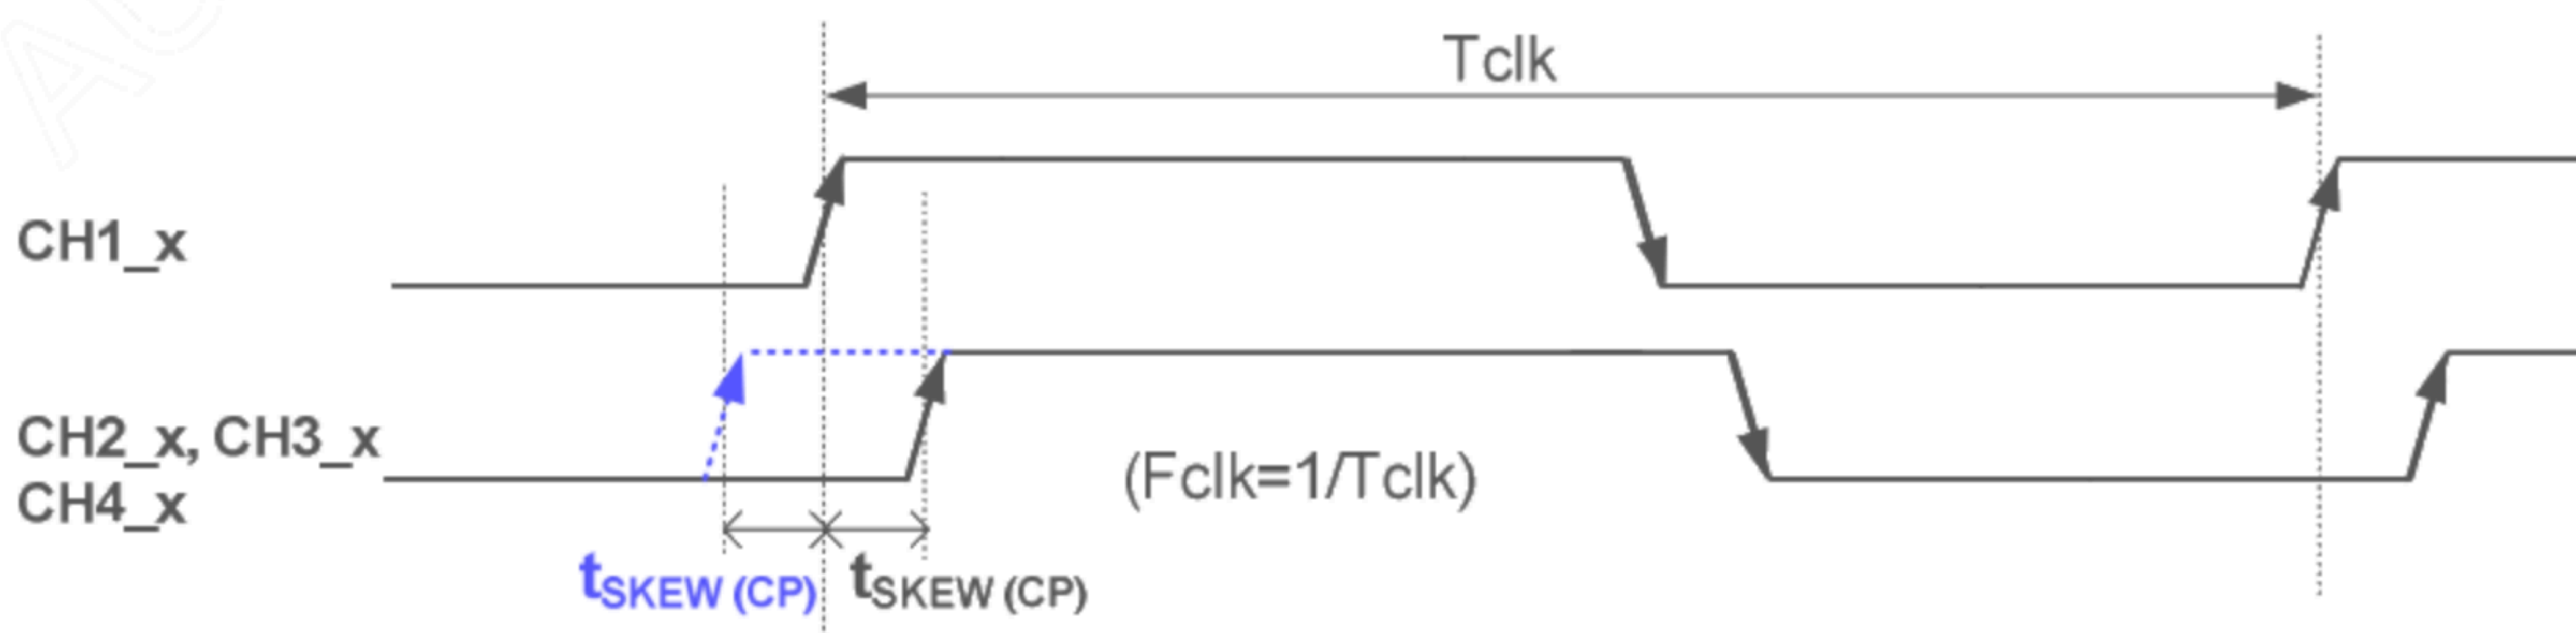 Tclk
CH1_x
CH2_x, CH3_x
CH4_x
(Fclk=1/Tclk)
tSKEW (CP) tSKEW (CP)